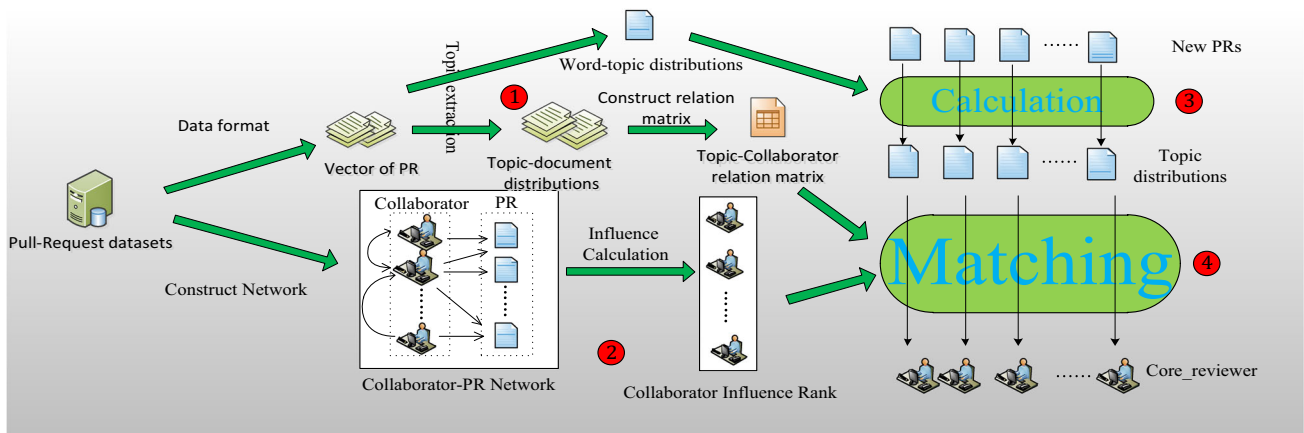 Topic extraction
Word-topic distributions
…… New PRs
1
Calculation
3
Data format
Construct relation
matrix
Vector of PR
Topic-document
distributions
Topic-Collaborator
relation matrix
…… Topic
distributions
Pull-Request datasets
Collaborator PR
Influence
Calculation
Matching
4
Construct Network
2
Collaborator-PR Network
Collaborator Influence Rank
…… Core_reviewer